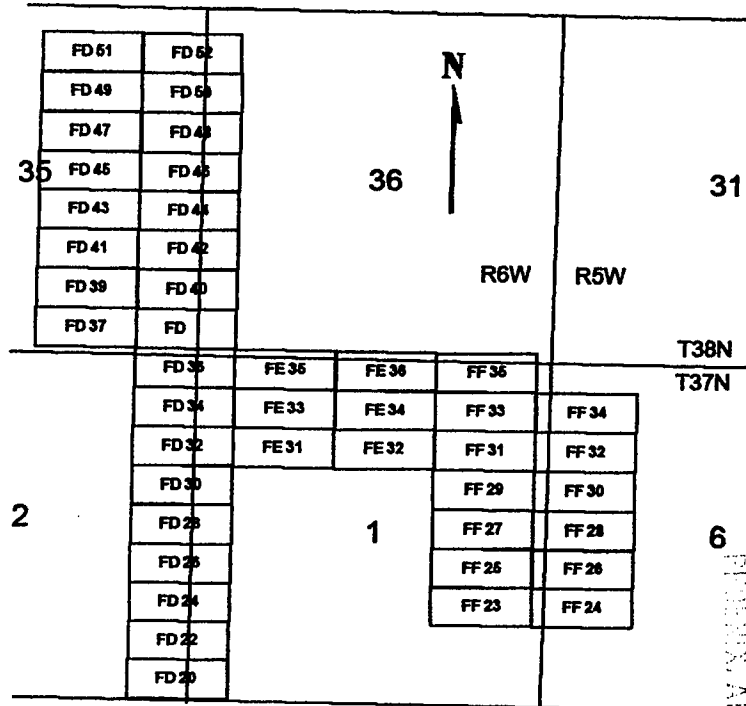 FD 51 FD 52
N
FD 49 FD 50
FD 47 FD 48
35 FD 45 FD 46 36 31
FD 43 FD 44
FD 41 FD 42
R6W R5W
FD 39 FD 40
FD 37 FD
T38N
FD 36 FE 35 FE 36 FF 35
T37N
FD 34 FE 33 FE 34 FF 33 FF 34
FD 32 FE 31 FE 32 FF 31 FF 32
FD 30 FF 29 FF 30
2 FD 28 1 FF 27 FF 28 6
FD 26 FF 25 FF 26
FD 24 FF 23 FF 24
FD 22
FD 20